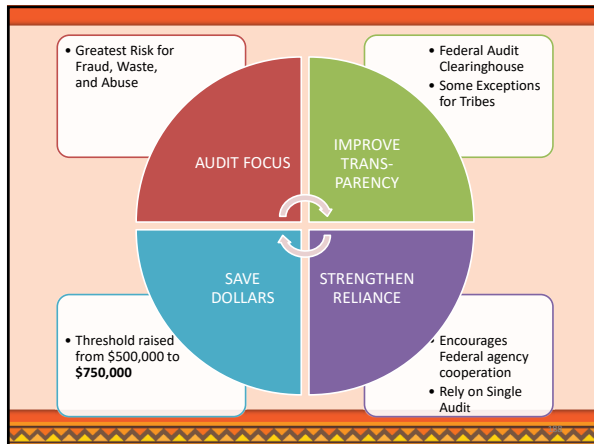 • Greatest Risk for
Fraud, Waste,
and Abuse
• Federal Audit
Clearinghouse
• Some Exceptions
for Tribes
AUDIT FOCUS
IMPROVE
TRANS-
PARENCY
SAVE
DOLLARS
STRENGTHEN
RELIANCE
• Threshold raised
from $500,000 to
$750,000
• Encourages
Federal agency
cooperation
• Rely on Single
Audit